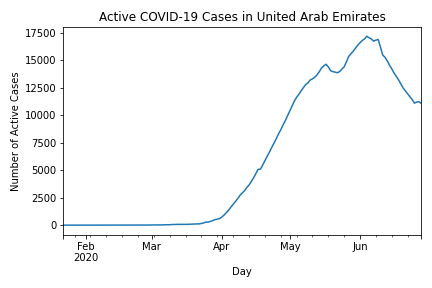 Active COVID-19 Cases in United Arab Emirates
17500
15000
12500
10000
7500
5000
2500
0
Number of Active Cases
Feb Mar Apr May Jun
2020
Day